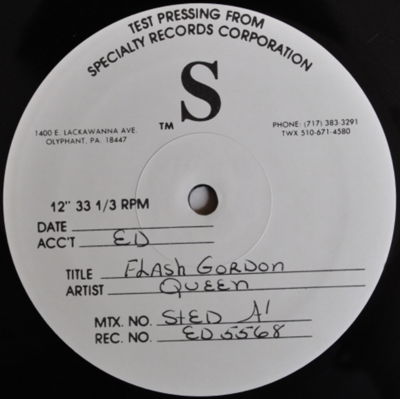 TEST PRESSING FROM
SPECIALTY RECORDS CORPORATION
S
TM
1400 E. LACKAWANNA AVE.
OLYPHANT, PA. 18447
PHONE: (717) 383-3291
TWX 510-671-4580
12" 33 1/3 RPM
DATE
ACC'T ED
TITLE FLASh GORDON
ARTIST QUEEN
MTX. NO. StED A1
REC. NO. ED 5568